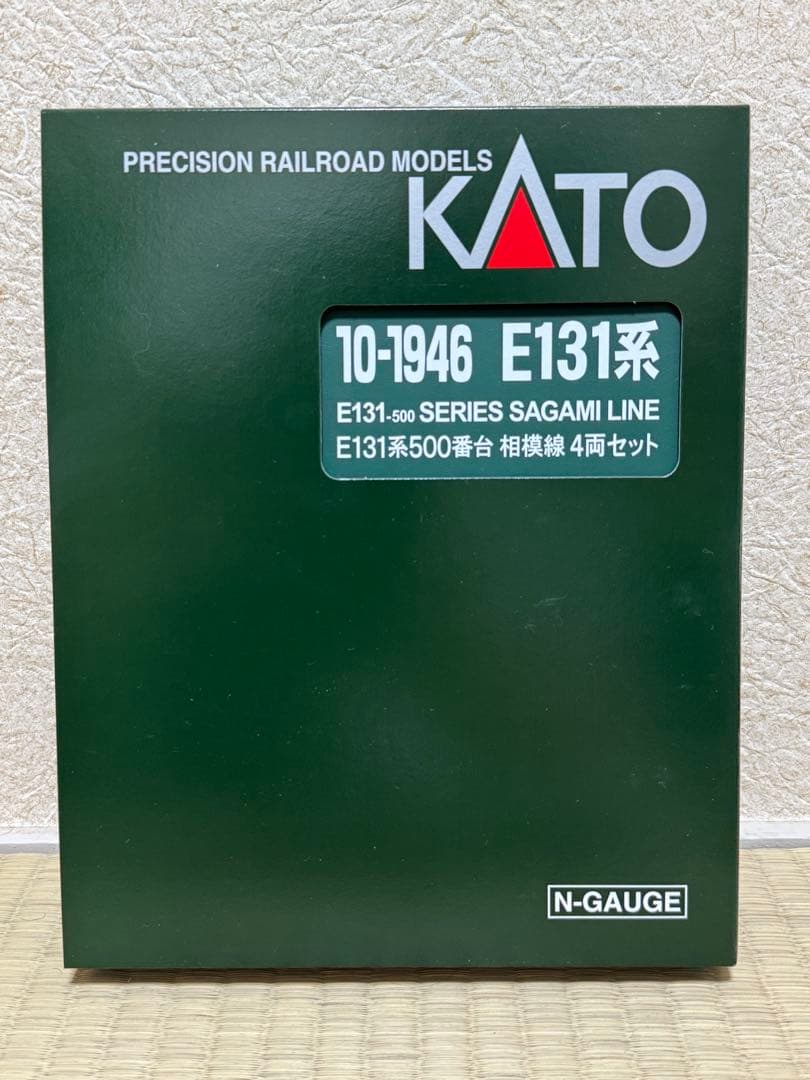 PRECISION RAILROAD MODELS
KATO
10-1946 E131系
E131-500 SERIES SAGAMI LINE
E131系500番台 相模線 4両セット
N-GAUGE